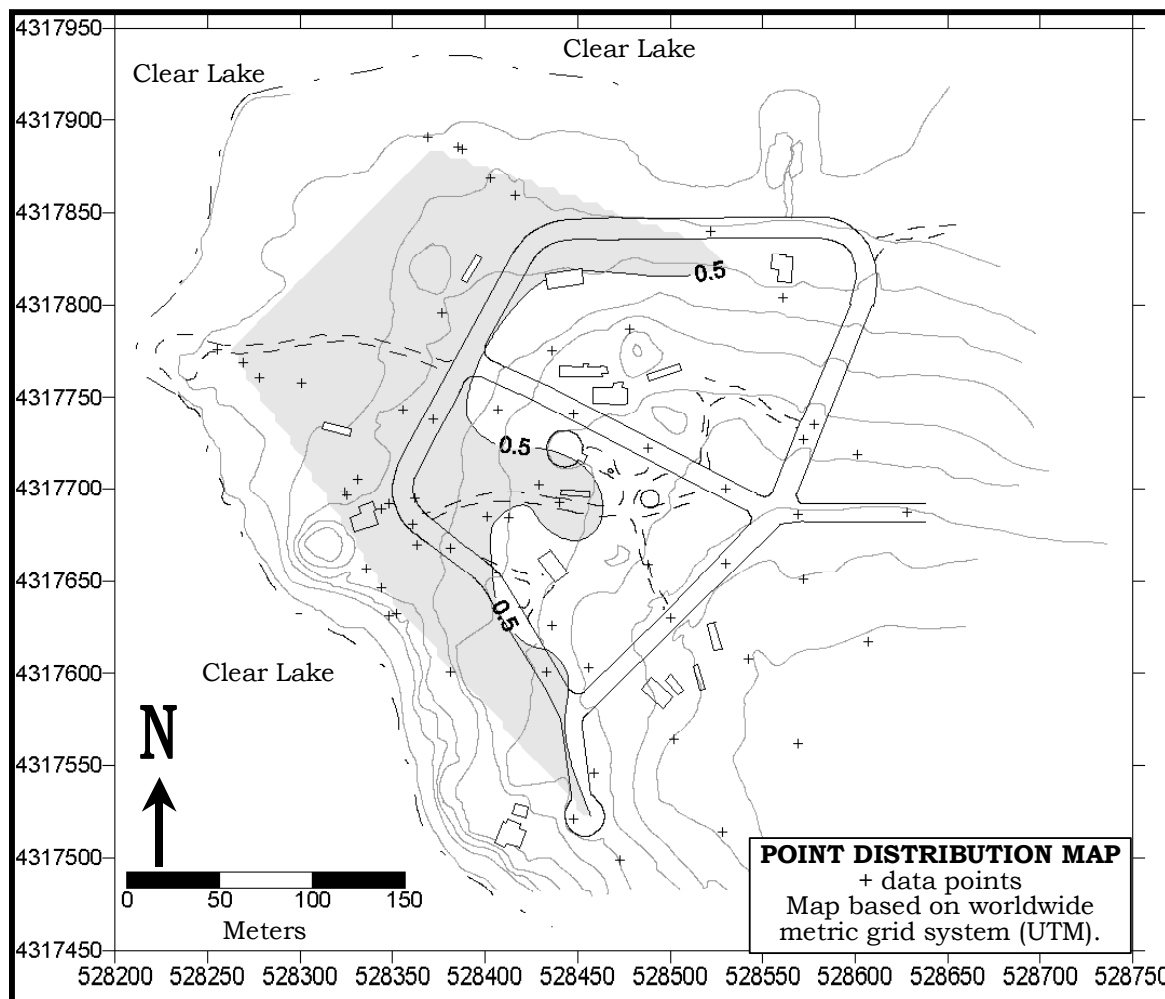 4317950
Clear Lake
Clear Lake
4317900
4317850
0.5
4317800
4317750
0.5
4317700
4317650
0.5
4317600
Clear Lake
N
4317550
4317500
POINT DISTRIBUTION MAP
+ data points
Map based on worldwide
metric grid system (UTM).
0 50 100 150
Meters
4317450
528200 528250 528300 528350 528400 528450 528500 528550 528600 528650 528700 528750